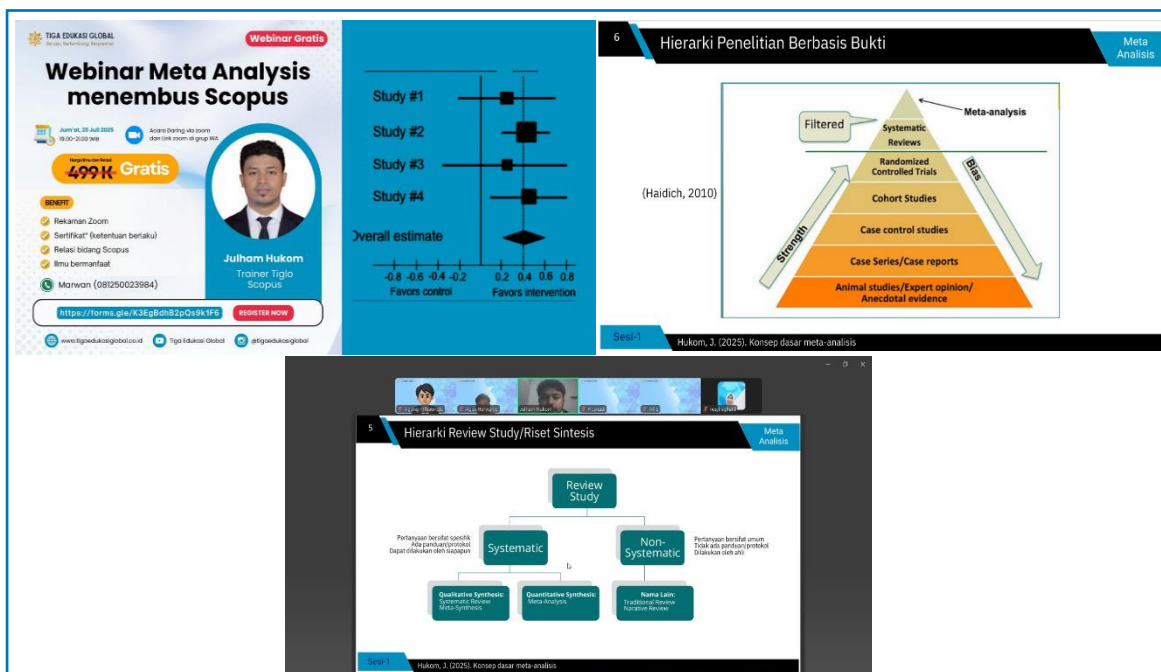 TIGA EDUKASI GLOBAL
Webinar Gratis
Webinar Meta Analysis
menembus Scopus
Jum'at, 25 Juli 2025
19.00-21.00 WIB
Acara Daring via zoom
dan link zoom di grup WA
Harga Ilmu dan Relasi
499K Gratis
BENEFIT
Rekaman Zoom
Sertifikat* (ketentuan berlaku)
Relasi bidang Scopus
Ilmu bermanfaat
Marwan (081250023984)
Julham Hukom
Trainer Tiglo
Scopus
https://forms.gle/K3EgBdhB2pQs9k1F6
REGISTER NOW
www.tigaedukasiglobal.co.id
Tiga Edukasi Global
@tigaedukasiglobal
Study #1
Study #2
Study #3
Study #4
Overall estimate
-0.8 -0.6 -0.4 -0.2 0.2 0.4 0.6 0.8
Favors control Favors intervention
6 Hierarki Penelitian Berbasis Bukti
Meta
Analisis
(Haidich, 2010)
Filtered
Meta-analysis
Systematic
Reviews
Randomized
Controlled Trials
Cohort Studies
Case control studies
Case Series/Case reports
Animal studies/Expert opinion/
Anecdotal evidence
Strength
Bias
Sesi-1
Hukom, J. (2025). Konsep dasar meta-analisis
Julham Hukom
5 Hierarki Review Study/Riset Sintesis
Meta
Analisis
Review
Study
Pertanyaan bersifat spesifik
Ada panduan/protokol
Dapat dilakukan oleh siapapun
Systematic
Non-
Systematic
Pertanyaan bersifat umum
Tidak ada panduan/protokol
Dilakukan oleh ahli
Qualitative Synthesis:
Systematic Review
Meta-Synthesis
Quantitative Synthesis:
Meta-Analysis
Nama Lain:
Traditional Review
Narative Review
Sesi-1
Hukom, J. (2025). Konsep dasar meta-analisis